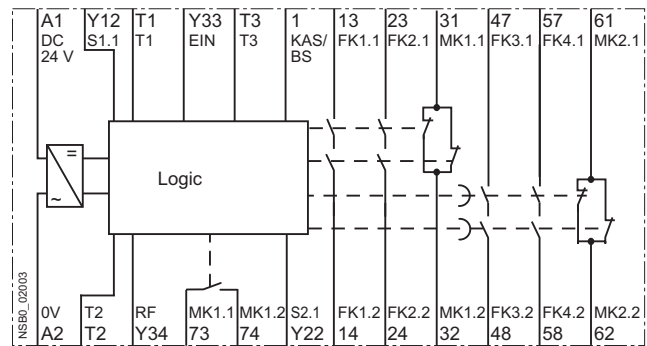 A1 Y12 T1 Y33 T3 1 13 23 31 47 57 61
DC S1.1 T1 EIN T3 KAS/ FK1.1 FK2.1 MK1.1 FK3.1 FK4.1 MK2.1
24 V BS
=
~
Logic
NSB0_02003
0V T2 RF MK1.1 MK1.2 S2.1 FK1.2 FK2.2 MK1.2 FK3.2 FK4.2 MK2.2
A2 T2 Y34 73 74 Y22 14 24 32 48 58 62